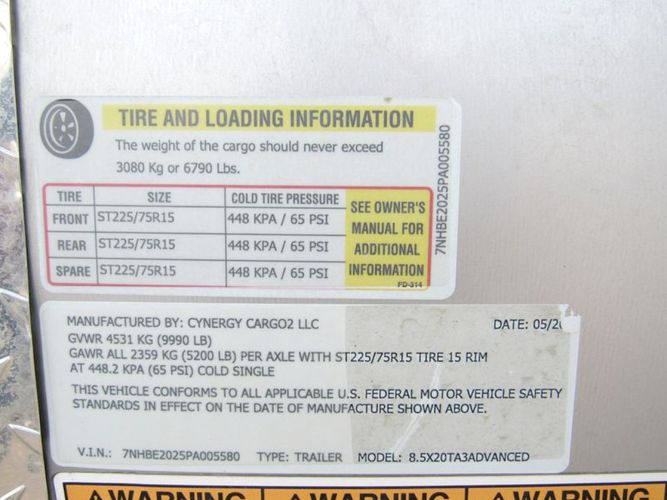 TIRE AND LOADING INFORMATION
The weight of the cargo should never exceed
3080 Kg or 6790 Lbs.
TIRE SIZE COLD TIRE PRESSURE
FRONT ST225/75R15 448 KPA / 65 PSI
REAR ST225/75R15 448 KPA / 65 PSI
SPARE ST225/75R15 448 KPA / 65 PSI
SEE OWNER'S
MANUAL FOR
ADDITIONAL
INFORMATION
FD-314
7NHBE2025PA005580
MANUFACTURED BY: CYNERGY CARGO2 LLC DATE: 05/20
GVWR 4531 KG (9990 LB)
GAWR ALL 2359 KG (5200 LB) PER AXLE WITH ST225/75R15 TIRE 15 RIM
AT 448.2 KPA (65 PSI) COLD SINGLE
THIS VEHICLE CONFORMS TO ALL APPLICABLE U.S. FEDERAL MOTOR VEHICLE SAFETY
STANDARDS IN EFFECT ON THE DATE OF MANUFACTURE SHOWN ABOVE.
V.I.N.: 7NHBE2025PA005580 TYPE: TRAILER MODEL: 8.5X20TA3ADVANCED
WARNING WARNING WARNING